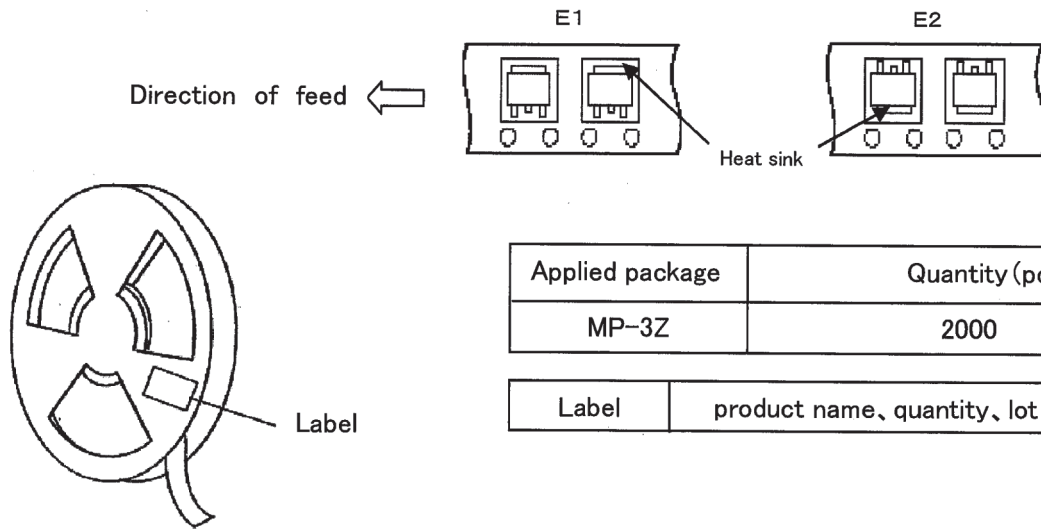 E1
E2
Direction of feed
Heat sink
Applied package
Quantity
MP-3Z
2000
Label
product name、quantity、lot
Label